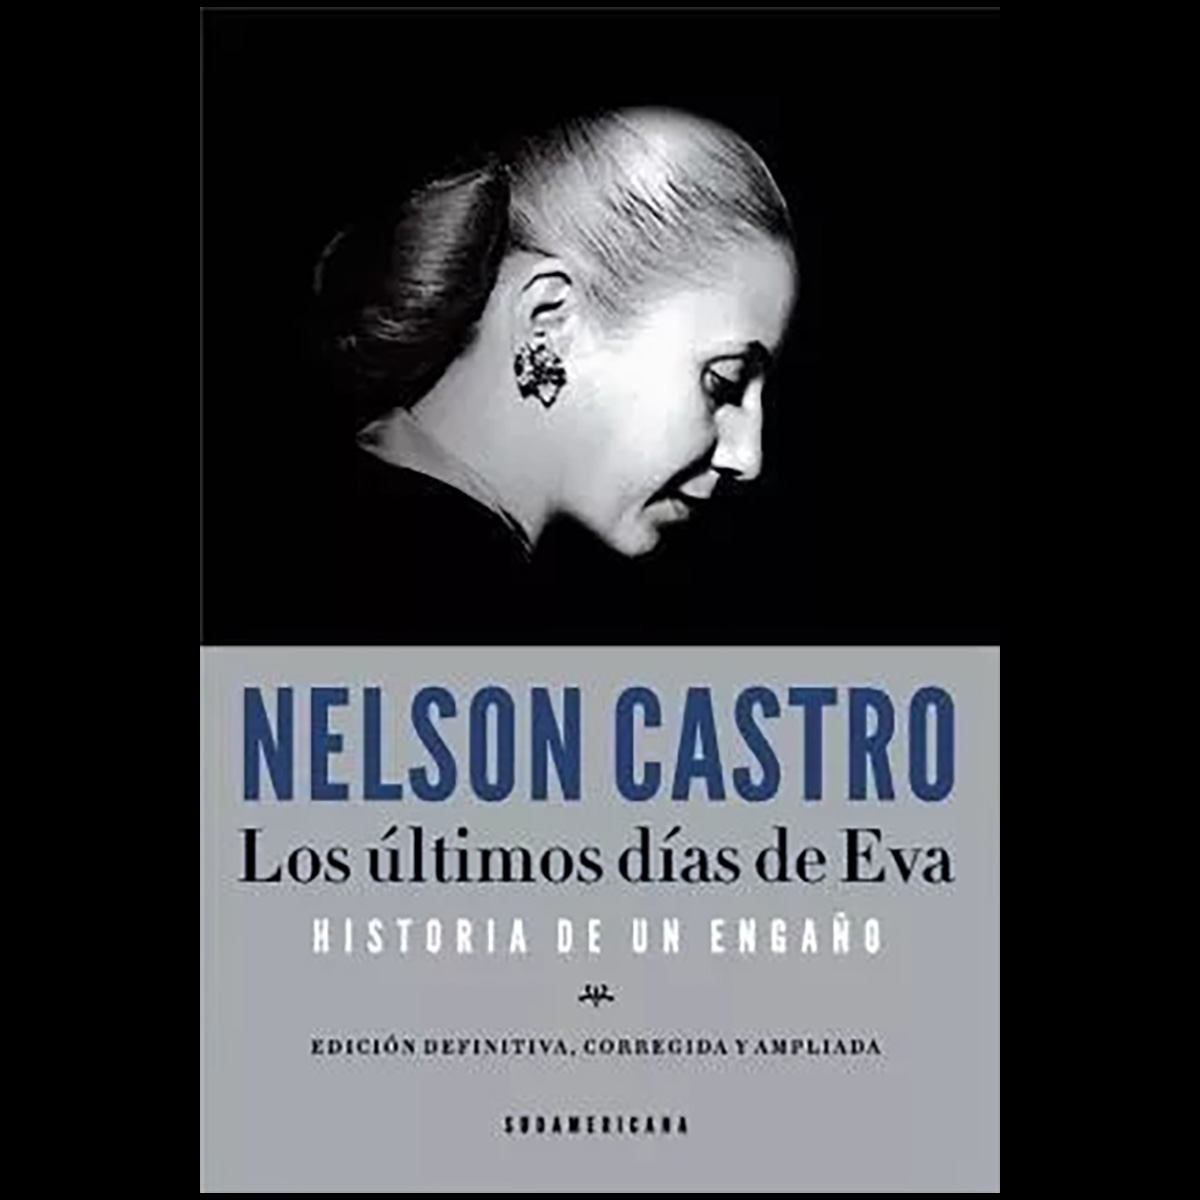 NELSON CASTRO
Los últimos días de Eva
HISTORIA DE UN ENGAÑO
EDICIÓN DEFINITIVA, CORREGIDA Y AMPLIADA
SUDAMERICANA